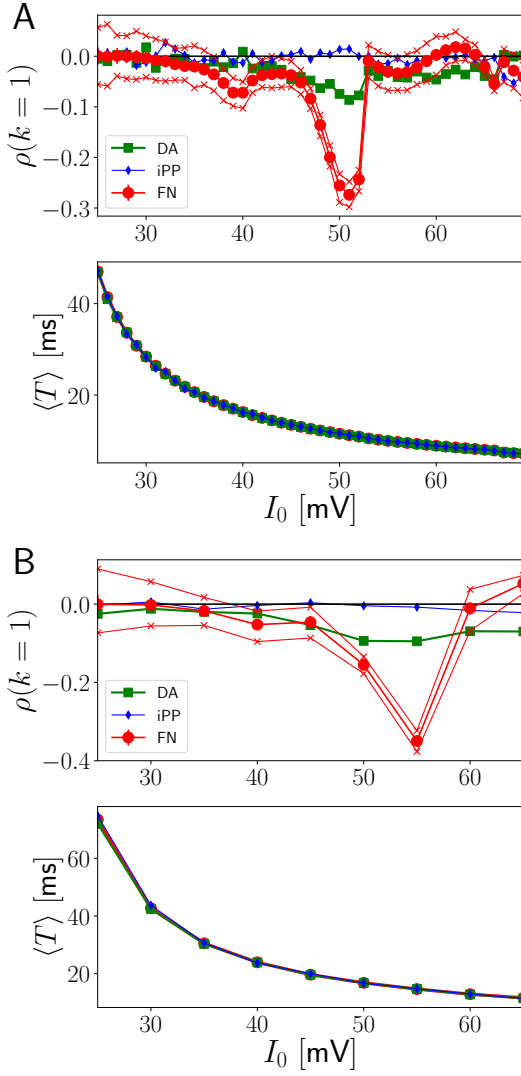 A
0.0
−0.1
−0.2
−0.3
ρ(k = 1)
DA
iPP
FN
30 40 50 60
40
20
⟨T⟩ [ms]
30 40 50 60
I₀ [mV]
B
0.0
−0.2
−0.4
ρ(k = 1)
DA
iPP
FN
30 40 50 60
60
40
20
⟨T⟩ [ms]
30 40 50 60
I₀ [mV]